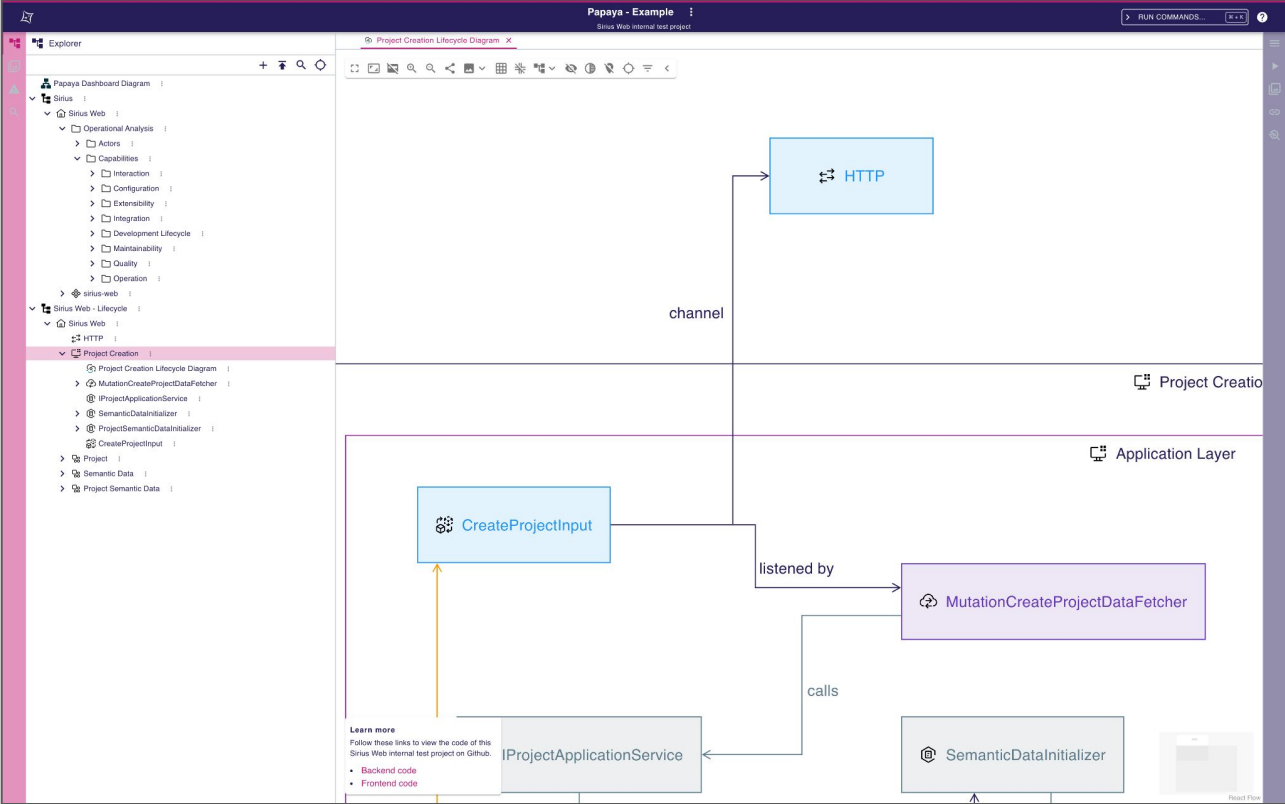 Papaya - Example
Sirius Web internal test project
RUN COMMANDS...
⌘ + K
Explorer
Project Creation Lifecycle Diagram
Papaya Dashboard Diagram
Sirius
Sirius Web
Operational Analysis
Actors
Capabilities
Interaction
Configuration
Extensibility
Integration
Development Lifecycle
Maintainability
Quality
Operation
sirius-web
Sirius Web - Lifecycle
Sirius Web
HTTP
Project Creation
Project Creation Lifecycle Diagram
MutationCreateProjectDataFetcher
IProjectApplicationService
SemanticDataInitializer
ProjectSemanticDataInitializer
CreateProjectInput
Project
Semantic Data
Project Semantic Data
HTTP
channel
Project Creatio
Application Layer
CreateProjectInput
listened by
MutationCreateProjectDataFetcher
calls
IProjectApplicationService
SemanticDataInitializer
Learn more
Follow these links to view the code of this
Sirius Web internal test project on Github.
• Backend code
• Frontend code
React Flow